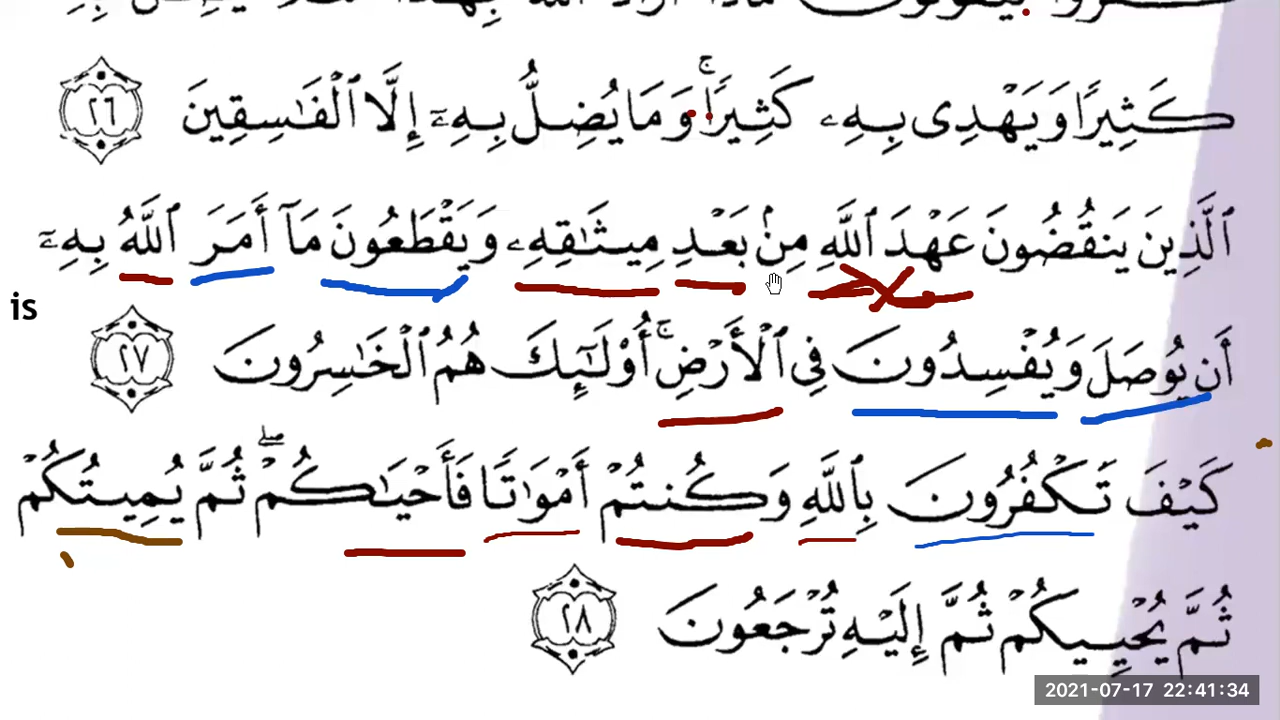 كَثِيرًا وَيَهْدِى بِهِۦ كَثِيرًاۚ وَمَا يُضِلُّ بِهِۦٓ إِلَّا ٱلْفَـٰسِقِينَ ٢٦
ٱلَّذِينَ يَنقُضُونَ عَهْدَ ٱللَّهِ مِنۢ بَعْدِ مِيثَـٰقِهِۦ وَيَقْطَعُونَ مَآ أَمَرَ ٱللَّهُ بِهِۦٓ
is
أَن يُوصَلَ وَيُفْسِدُونَ فِى ٱلْأَرْضِۚ أُو۟لَـٰٓئِكَ هُمُ ٱلْخَـٰسِرُونَ ٢٧
كَيْفَ تَكْفُرُونَ بِٱللَّهِ وَكُنتُمْ أَمْوَٰتًا فَأَحْيَـٰكُمْۖ ثُمَّ يُمِيتُكُمْ
ثُمَّ يُحْيِيكُمْ ثُمَّ إِلَيْهِ تُرْجَعُونَ ٢٨
2021-07-17 22:41:34